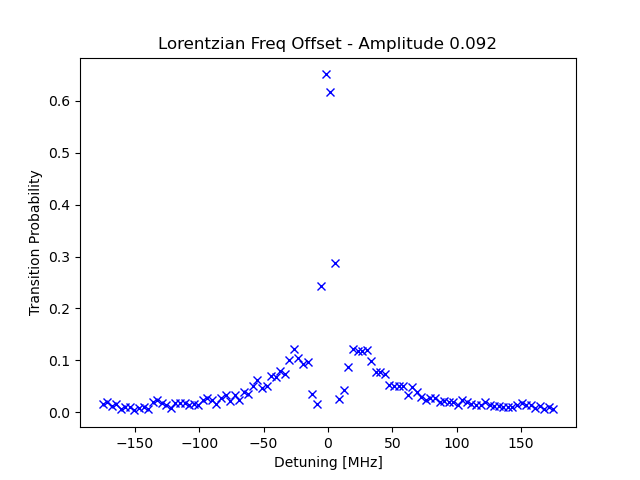 Lorentzian Freq Offset - Amplitude 0.092
Transition Probability
0.6
0.5
0.4
0.3
0.2
0.1
0.0
−150 −100 −50 0 50 100 150
Detuning [MHz]